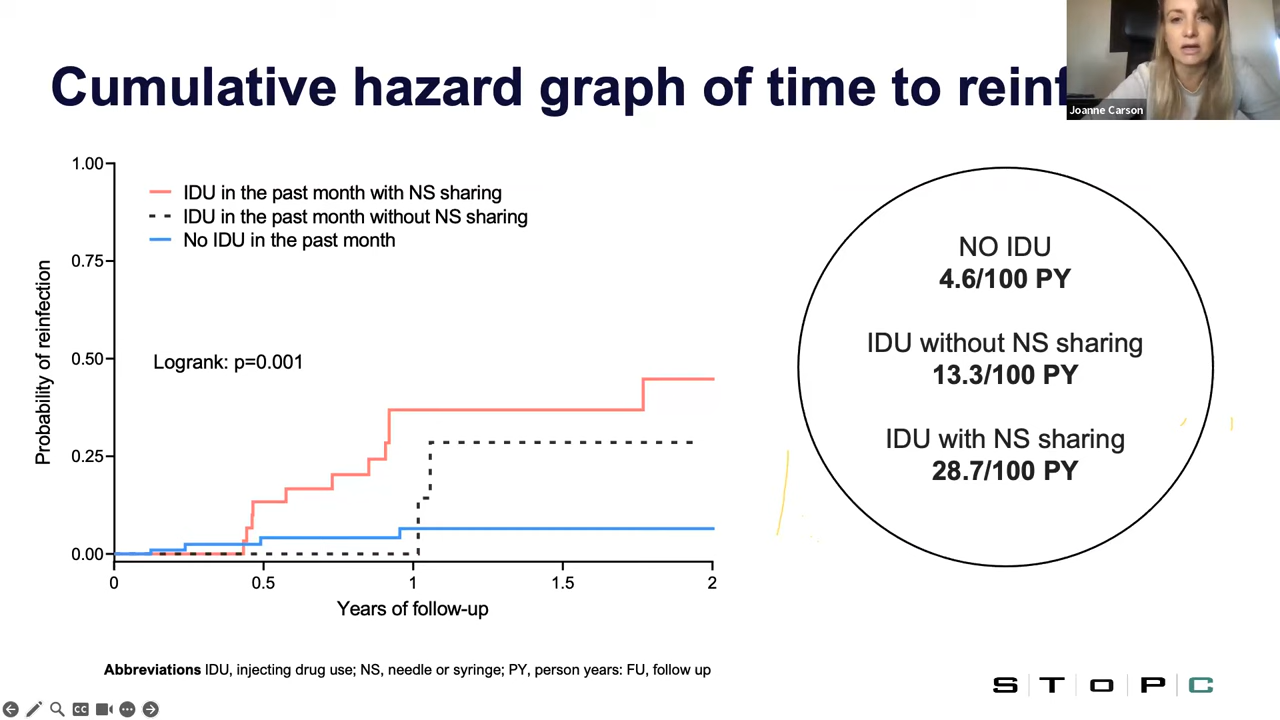 Cumulative hazard graph of time to reinf
Joanne Carson
1.00
0.75
0.50
0.25
0.00
Probability of reinfection
IDU in the past month with NS sharing
IDU in the past month without NS sharing
No IDU in the past month
Logrank: p=0.001
0 0.5 1 1.5 2
Years of follow-up
NO IDU
4.6/100 PY
IDU without NS sharing
13.3/100 PY
IDU with NS sharing
28.7/100 PY
Abbreviations IDU, injecting drug use; NS, needle or syringe; PY, person years: FU, follow up
STOPC
CC